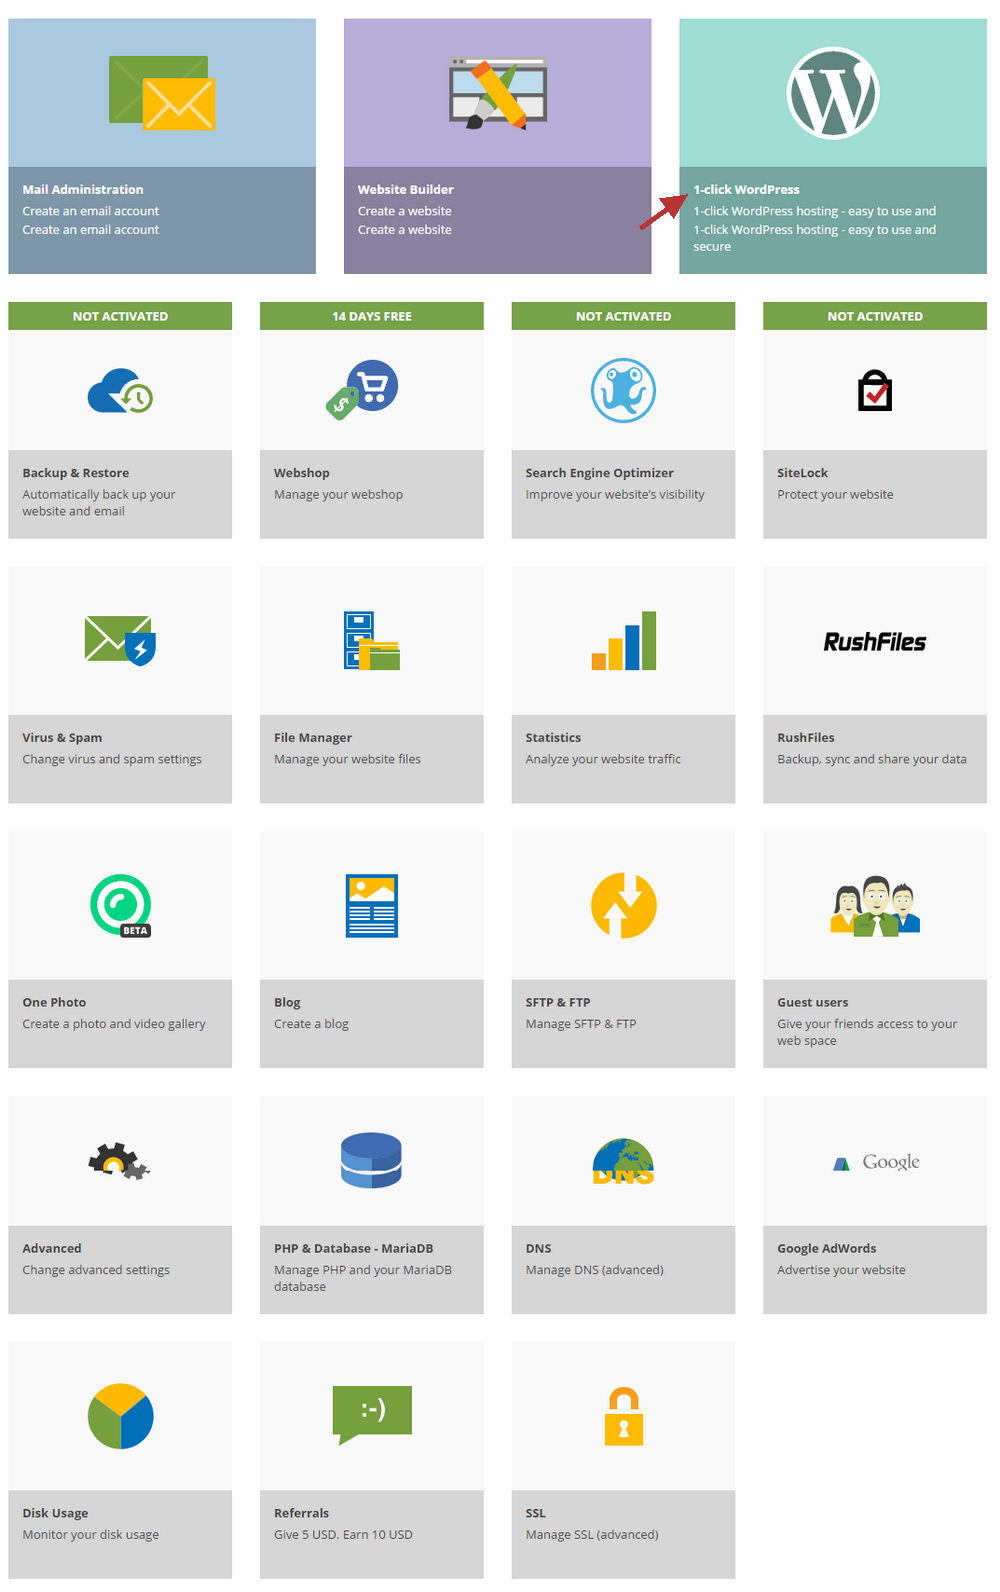 Mail Administration
Create an email account
Create an email account
Website Builder
Create a website
Create a website
1-click WordPress
1-click WordPress hosting - easy to use and
1-click WordPress hosting - easy to use and
secure
NOT ACTIVATED
Backup & Restore
Automatically back up your
website and email
14 DAYS FREE
$
Webshop
Manage your webshop
NOT ACTIVATED
Search Engine Optimizer
Improve your website's visibility
NOT ACTIVATED
SiteLock
Protect your website
Virus & Spam
Change virus and spam settings
File Manager
Manage your website files
Statistics
Analyze your website traffic
RushFiles
RushFiles
Backup, sync and share your data
BETA
One Photo
Create a photo and video gallery
Blog
Create a blog
SFTP & FTP
Manage SFTP & FTP
Guest users
Give your friends access to your
web space
Advanced
Change advanced settings
PHP & Database - MariaDB
Manage PHP and your MariaDB
database
DNS
DNS
Manage DNS (advanced)
Google
Google AdWords
Advertise your website
Disk Usage
Monitor your disk usage
:-)
Referrals
Give 5 USD. Earn 10 USD
SSL
Manage SSL (advanced)